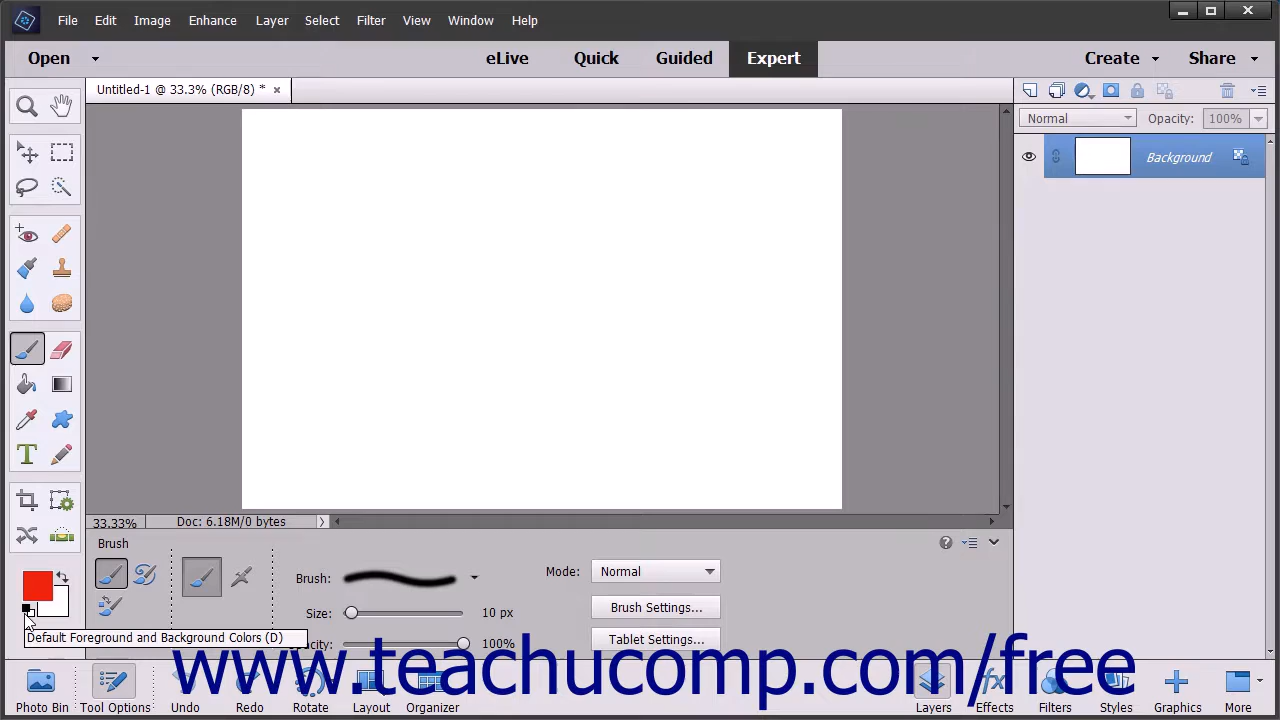 File Edit Image Enhance Layer Select Filter View Window Help
Open eLive Quick Guided Expert Create Share
Untitled-1 @ 33.3% (RGB/8) * ×
Normal Opacity: 100%
Background
T
33.33% Doc: 6.18M/0 bytes
Brush
Brush: Mode: Normal
Size: 10 px Brush Settings...
Default Foreground and Background Colors (D)
100% Tablet Settings...
www.teachucomp.com/free
Photo Bin Tool Options Undo Redo Rotate Layout Organizer Layers Effects Filters Styles Graphics More